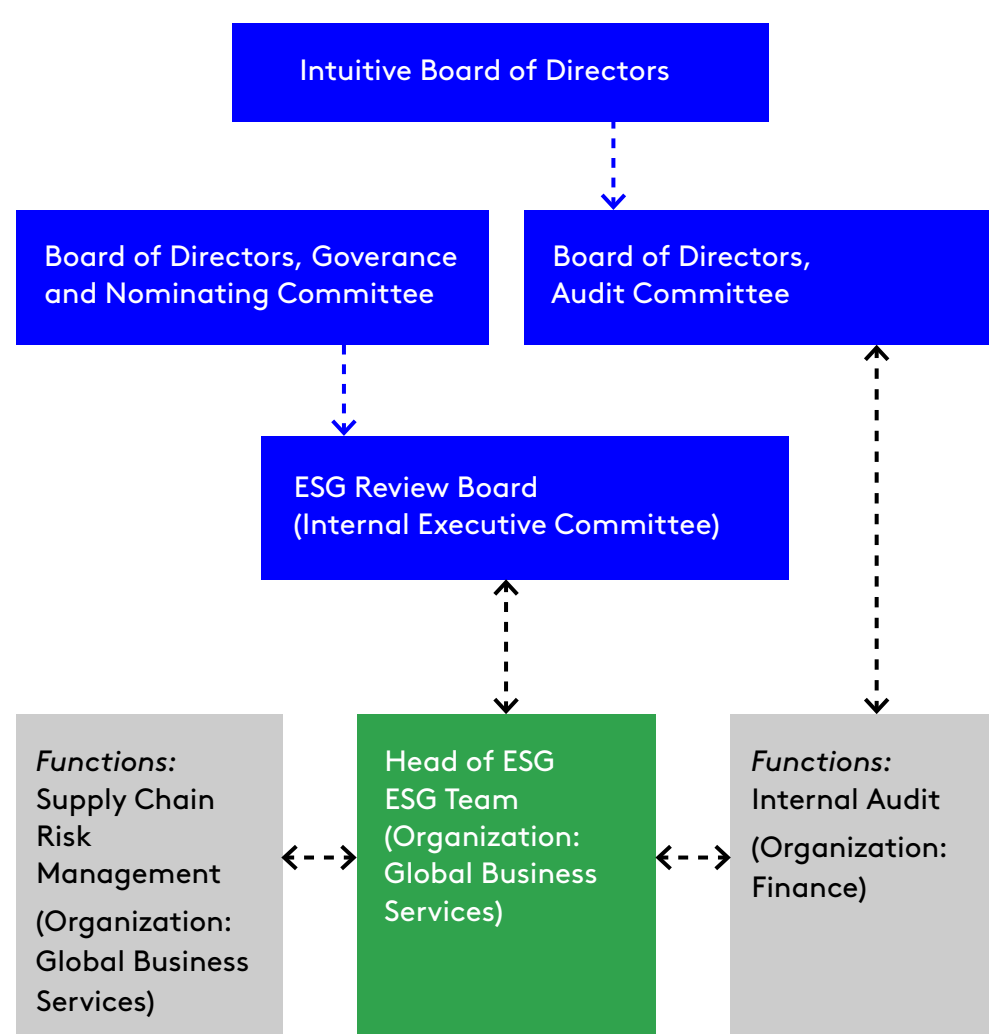 Intuitive Board of Directors
Board of Directors, Goverance
and Nominating Committee
Board of Directors,
Audit Committee
ESG Review Board
(Internal Executive Committee)
Functions:
Supply Chain
Risk
Management
(Organization:
Global Business
Services)
Head of ESG
ESG Team
(Organization:
Global Business
Services)
Functions:
Internal Audit
(Organization:
Finance)